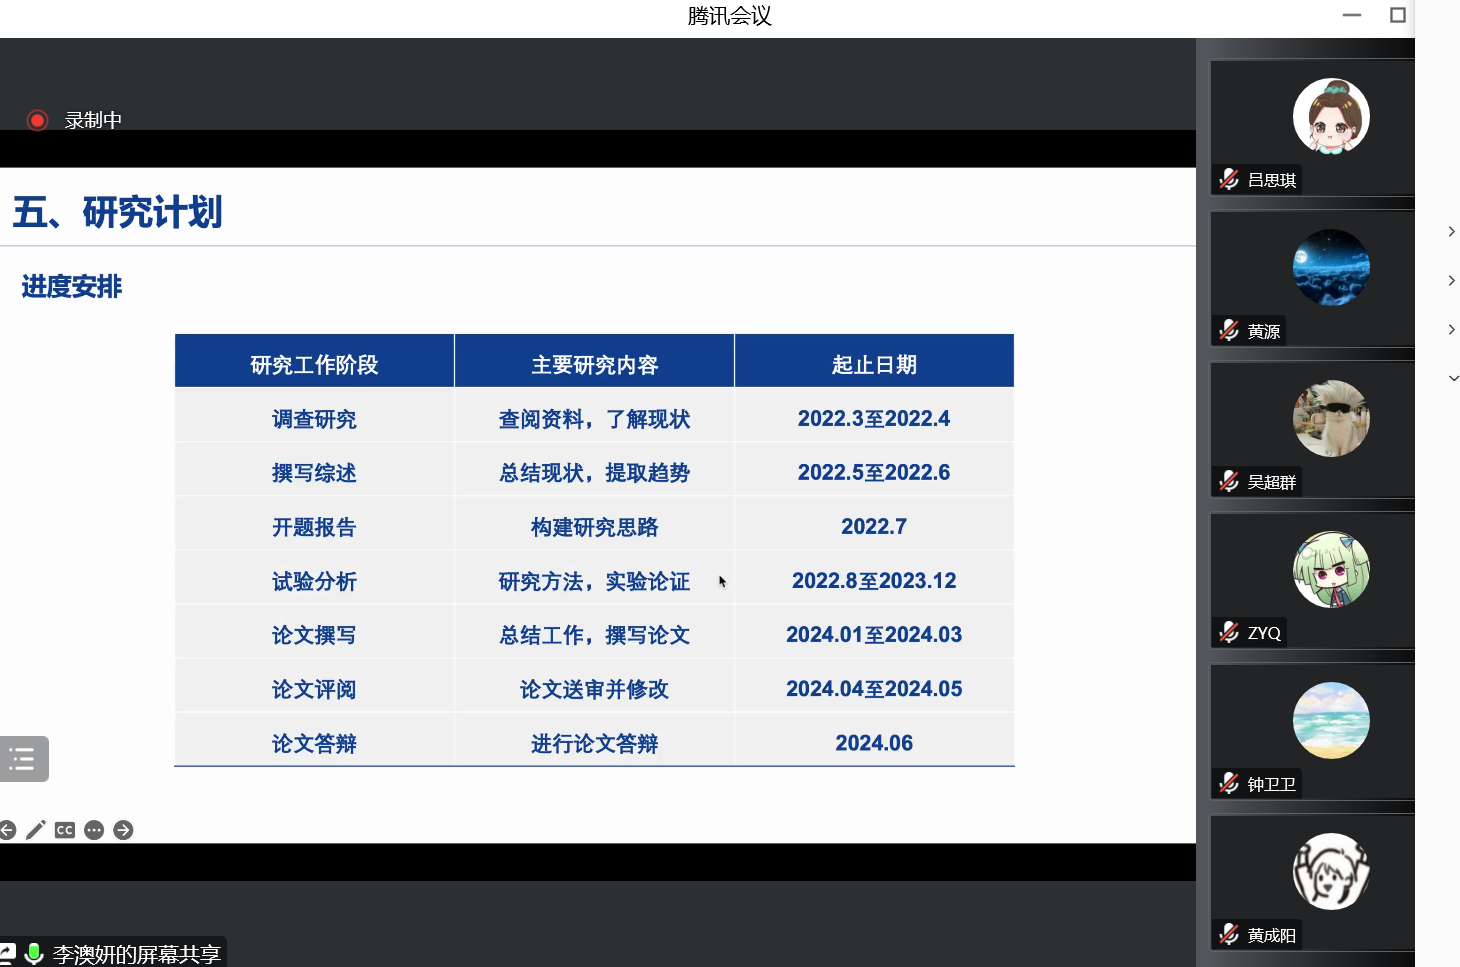 腾讯会议
录制中
五、研究计划
进度安排
研究工作阶段 主要研究内容 起止日期
调查研究 查阅资料，了解现状 2022.3至2022.4
撰写综述 总结现状，提取趋势 2022.5至2022.6
开题报告 构建研究思路 2022.7
试验分析 研究方法，实验论证 2022.8至2023.12
论文撰写 总结工作，撰写论文 2024.01至2024.03
论文评阅 论文送审并修改 2024.04至2024.05
论文答辩 进行论文答辩 2024.06
CC
李澳妍的屏幕共享
吕思琪
黄源
吴超群
ZYQ
钟卫卫
黄成阳